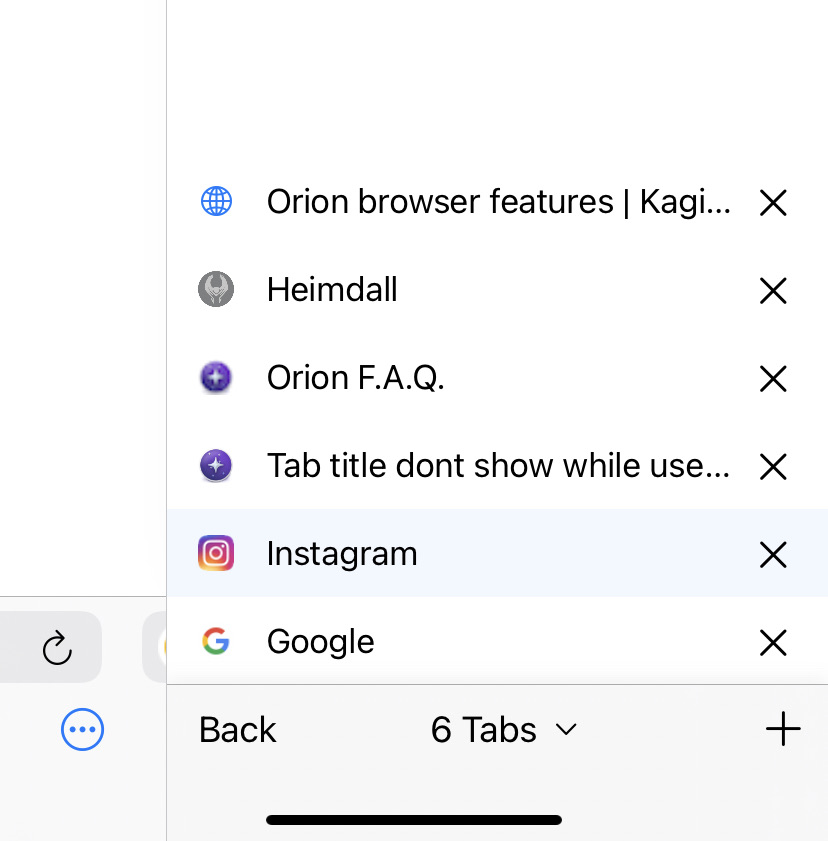 Orion browser features | Kagi...
Heimdall
Orion F.A.Q.
Tab title dont show while use...
Instagram
Google
Back
6 Tabs